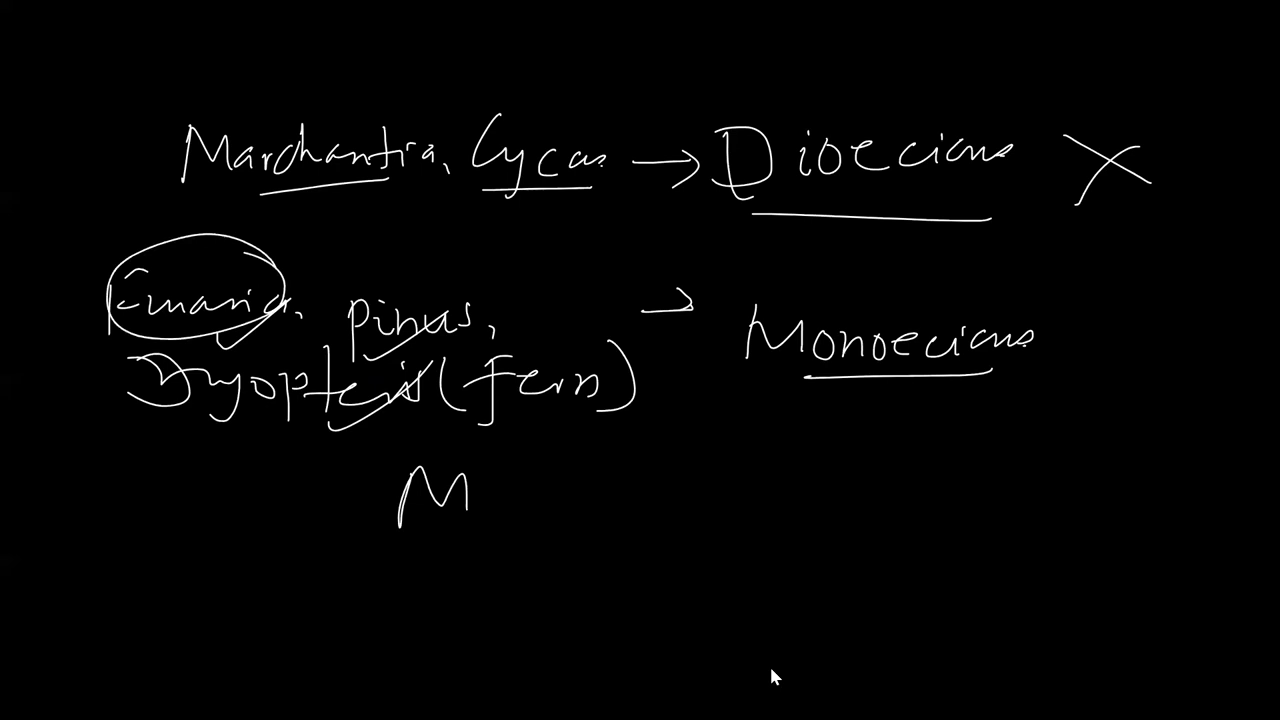 Marchantia, Cycas → Dioecious X
Funaria, Pinus, →
Dryopteris (fern) Monoecious
M